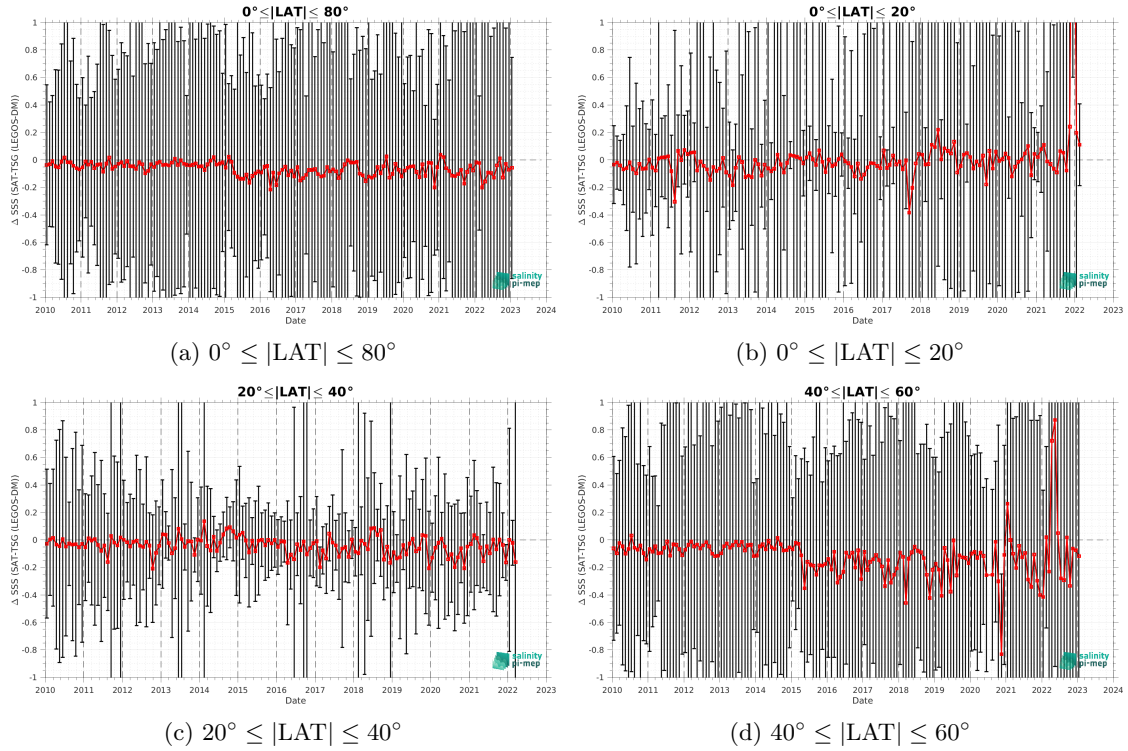 0°≤|LAT|≤ 80°
Δ SSS (SAT-TSG (LEGOS-DM))
1
0.8
0.6
0.4
0.2
0
-0.2
-0.4
-0.6
-0.8
-1
salinity
pi-mep
2010 2011 2012 2013 2014 2015 2016 2017 2018 2019 2020 2021 2022 2023 2024
Date
(a) 0° ≤ |LAT| ≤ 80°
0°≤|LAT|≤ 20°
Δ SSS (SAT-TSG (LEGOS-DM))
1
0.8
0.6
0.4
0.2
0
-0.2
-0.4
-0.6
-0.8
-1
salinity
pi-mep
2010 2011 2012 2013 2014 2015 2016 2017 2018 2019 2020 2021 2022 2023
Date
(b) 0° ≤ |LAT| ≤ 20°
20°≤|LAT|≤ 40°
Δ SSS (SAT-TSG (LEGOS-DM))
1
0.8
0.6
0.4
0.2
0
-0.2
-0.4
-0.6
-0.8
-1
salinity
pi-mep
2010 2011 2012 2013 2014 2015 2016 2017 2018 2019 2020 2021 2022 2023
Date
(c) 20° ≤ |LAT| ≤ 40°
40°≤|LAT|≤ 60°
Δ SSS (SAT-TSG (LEGOS-DM))
1
0.8
0.6
0.4
0.2
0
-0.2
-0.4
-0.6
-0.8
-1
salinity
pi-mep
2010 2011 2012 2013 2014 2015 2016 2017 2018 2019 2020 2021 2022 2023 2024
Date
(d) 40° ≤ |LAT| ≤ 60°